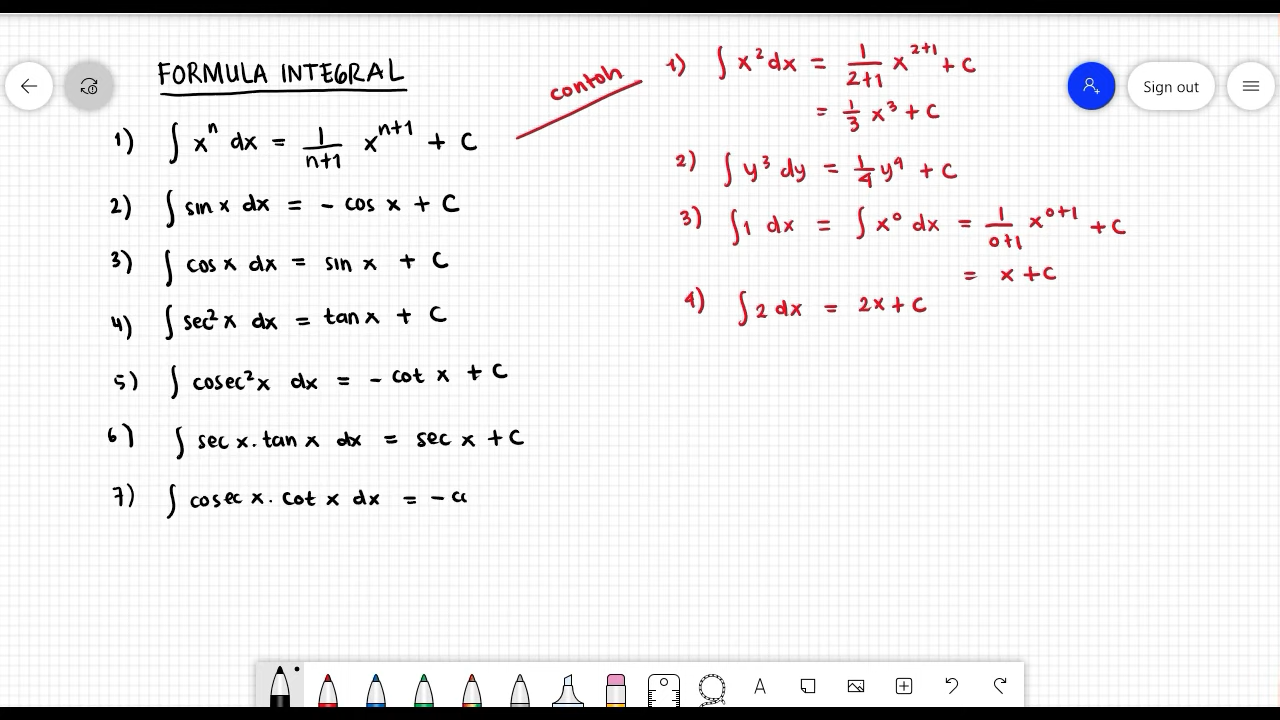 FORMULA INTEGRAL
1) ∫ xⁿ dx = 1/(n+1) xⁿ⁺¹ + C
2) ∫ sin x dx = - cos x + C
3) ∫ cos x dx = sin x + C
4) ∫ sec² x dx = tan x + C
5) ∫ cosec² x dx = - cot x + C
6) ∫ sec x . tan x dx = sec x + C
7) ∫ cosec x . cot x dx = - co
contoh
1) ∫ x² dx = 1/(2+1) x²⁺¹ + C
= 1/3 x³ + C
2) ∫ y³ dy = 1/4 y⁴ + C
3) ∫ 1 dx = ∫ x⁰ dx = 1/(0+1) x⁰⁺¹ + C
= x + C
4) ∫ 2 dx = 2x + C
Sign out
A